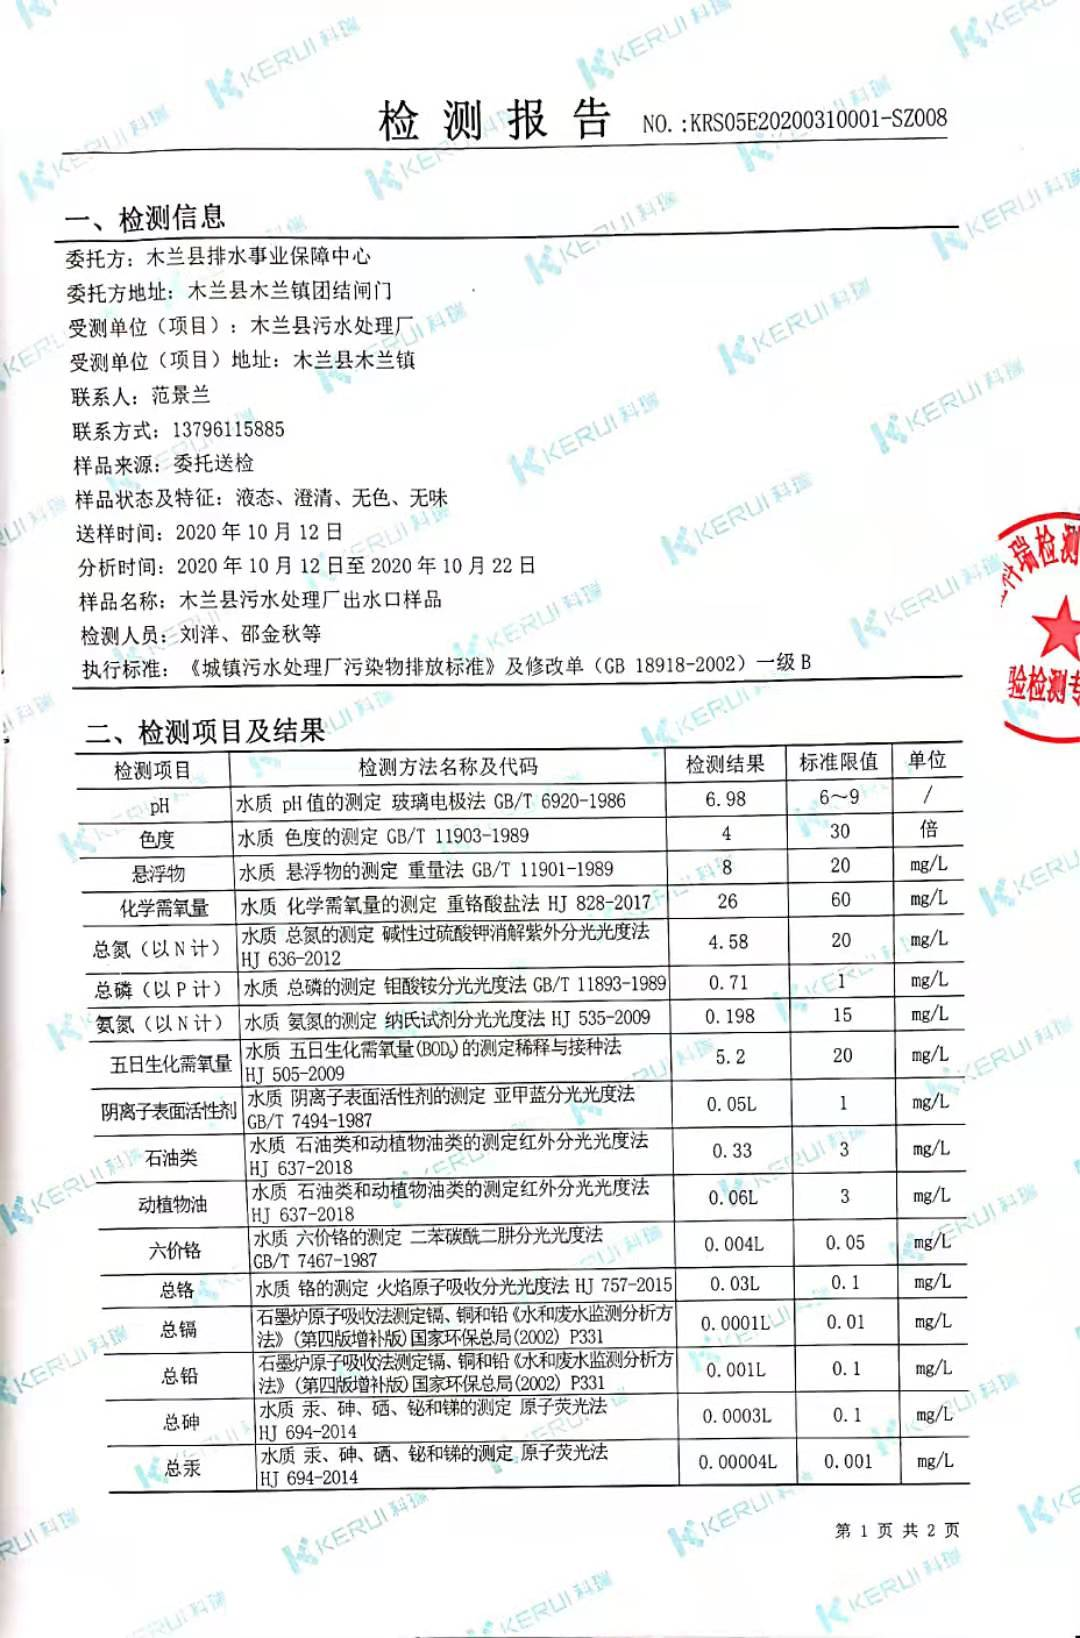 检测报告 NO.:KRS05E20200310001-SZ008
一、检测信息
委托方：木兰县排水事业保障中心
委托方地址：木兰县木兰镇团结闸门
受测单位（项目）：木兰县污水处理厂
受测单位（项目）地址：木兰县木兰镇
联系人：范景兰
联系方式：13796115885
样品来源：委托送检
样品状态及特征：液态、澄清、无色、无味
送样时间：2020年10月12日
分析时间：2020年10月12日至2020年10月22日
样品名称：木兰县污水处理厂出水口样品
检测人员：刘洋、邵金秋等
执行标准：《城镇污水处理厂污染物排放标准》及修改单（GB 18918-2002）一级B
二、检测项目及结果
检测项目 检测方法名称及代码 检测结果 标准限值 单位
pH 水质 pH值的测定 玻璃电极法 GB/T 6920-1986 6.98 6～9 /
色度 水质 色度的测定 GB/T 11903-1989 4 30 倍
悬浮物 水质 悬浮物的测定 重量法 GB/T 11901-1989 8 20 mg/L
化学需氧量 水质 化学需氧量的测定 重铬酸盐法 HJ 828-2017 26 60 mg/L
总氮（以N计） 水质 总氮的测定 碱性过硫酸钾消解紫外分光光度法 4.58 20 mg/L
HJ 636-2012
总磷（以P计） 水质 总磷的测定 钼酸铵分光光度法 GB/T 11893-1989 0.71 1 mg/L
氨氮（以N计） 水质 氨氮的测定 纳氏试剂分光光度法 HJ 535-2009 0.198 15 mg/L
五日生化需氧量 水质 五日生化需氧量(BOD₅)的测定稀释与接种法 5.2 20 mg/L
HJ 505-2009
阴离子表面活性剂 水质 阴离子表面活性剂的测定 亚甲蓝分光光度法 0.05L 1 mg/L
GB/T 7494-1987
石油类 水质 石油类和动植物油类的测定红外分光光度法 0.33 3 mg/L
HJ 637-2018
动植物油 水质 石油类和动植物油类的测定红外分光光度法 0.06L 3 mg/L
HJ 637-2018
六价铬 水质 六价铬的测定 二苯碳酰二肼分光光度法 0.004L 0.05 mg/L
GB/T 7467-1987
总铬 水质 铬的测定 火焰原子吸收分光光度法 HJ 757-2015 0.03L 0.1 mg/L
总镉 石墨炉原子吸收法测定镉、铜和铅《水和废水监测分析方 0.0001L 0.01 mg/L
法》(第四版增补版)国家环保总局(2002) P331
总铅 石墨炉原子吸收法测定镉、铜和铅《水和废水监测分析方 0.001L 0.1 mg/L
法》(第四版增补版)国家环保总局(2002) P331
总砷 水质 汞、砷、硒、铋和锑的测定 原子荧光法 0.0003L 0.1 mg/L
HJ 694-2014
总汞 水质 汞、砷、硒、铋和锑的测定 原子荧光法 0.00004L 0.001 mg/L
HJ 694-2014
第 1 页 共 2 页
瑞检测
验检测专
KERUI科瑞